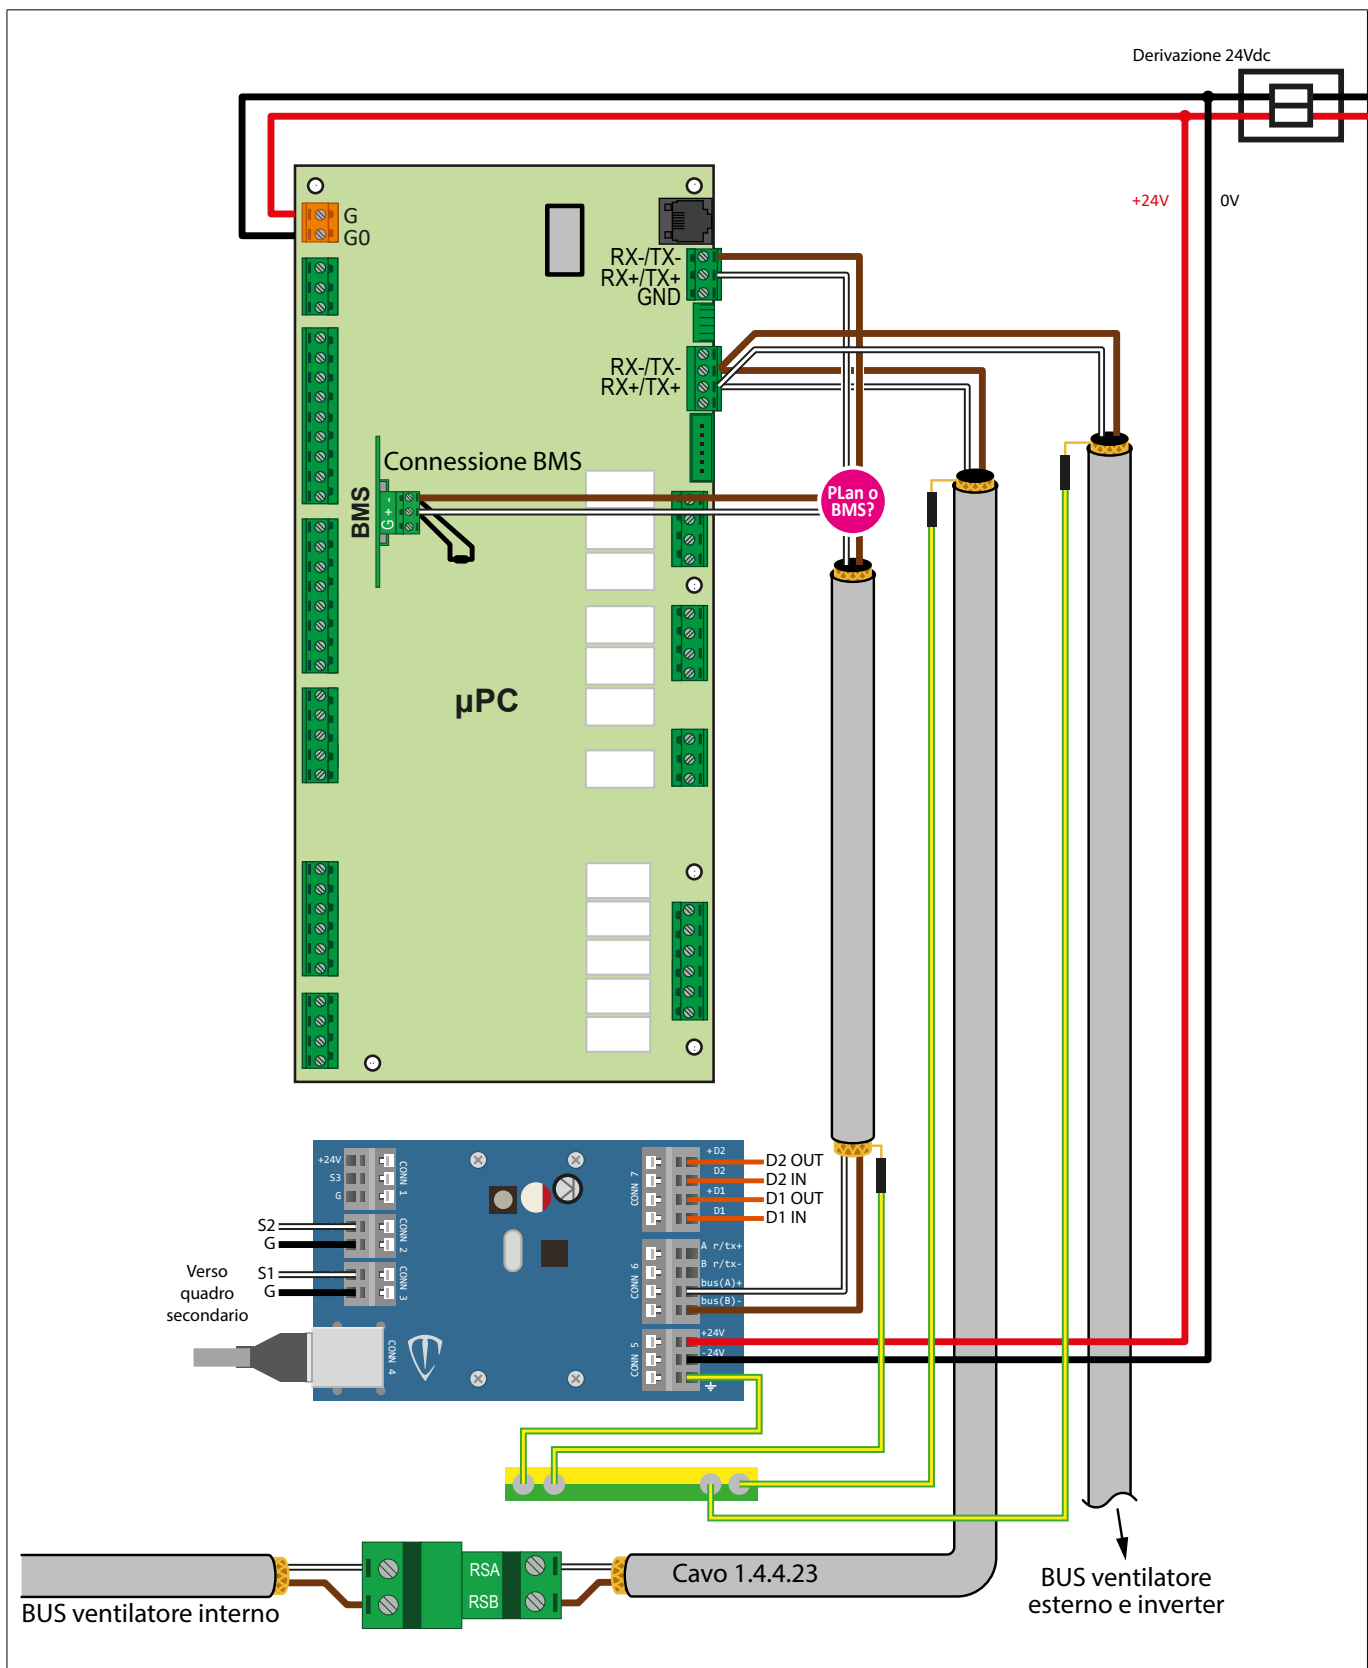 Derivazione 24Vdc
+24V
0V
G
G0
RX-/TX-
RX+/TX+
GND
RX-/TX-
RX+/TX+
Connessione BMS
BMS
G + -
PLan o
BMS?
µPC
+24V
S3
G
CONN 1
S2
G
CONN 2
S1
G
CONN 3
Verso
quadro
secondario
CONN 4
CONN 7
+D2
D2
+D1
D1
D2 OUT
D2 IN
D1 OUT
D1 IN
CONN 6
A r/tx+
B r/tx-
bus(A)+
bus(B)-
CONN 5
+24V
-24V
RSA
RSB
Cavo 1.4.4.23
BUS ventilatore interno
BUS ventilatore
esterno e inverter